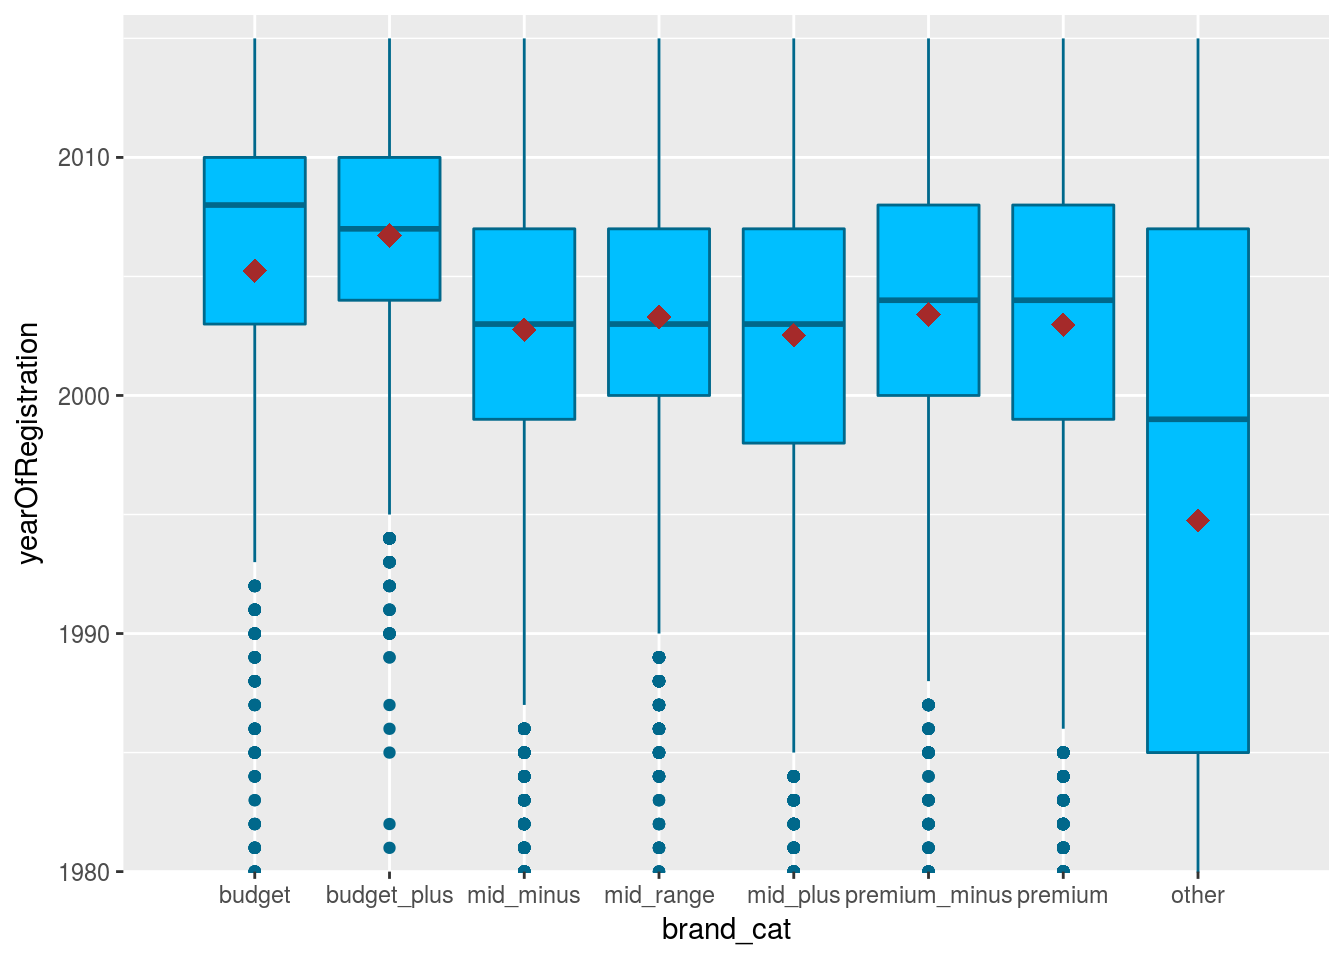 yearOfRegistration
2010
2000
1990
1980
budget budget_plus mid_minus mid_range mid_plus premium_minus premium other
brand_cat